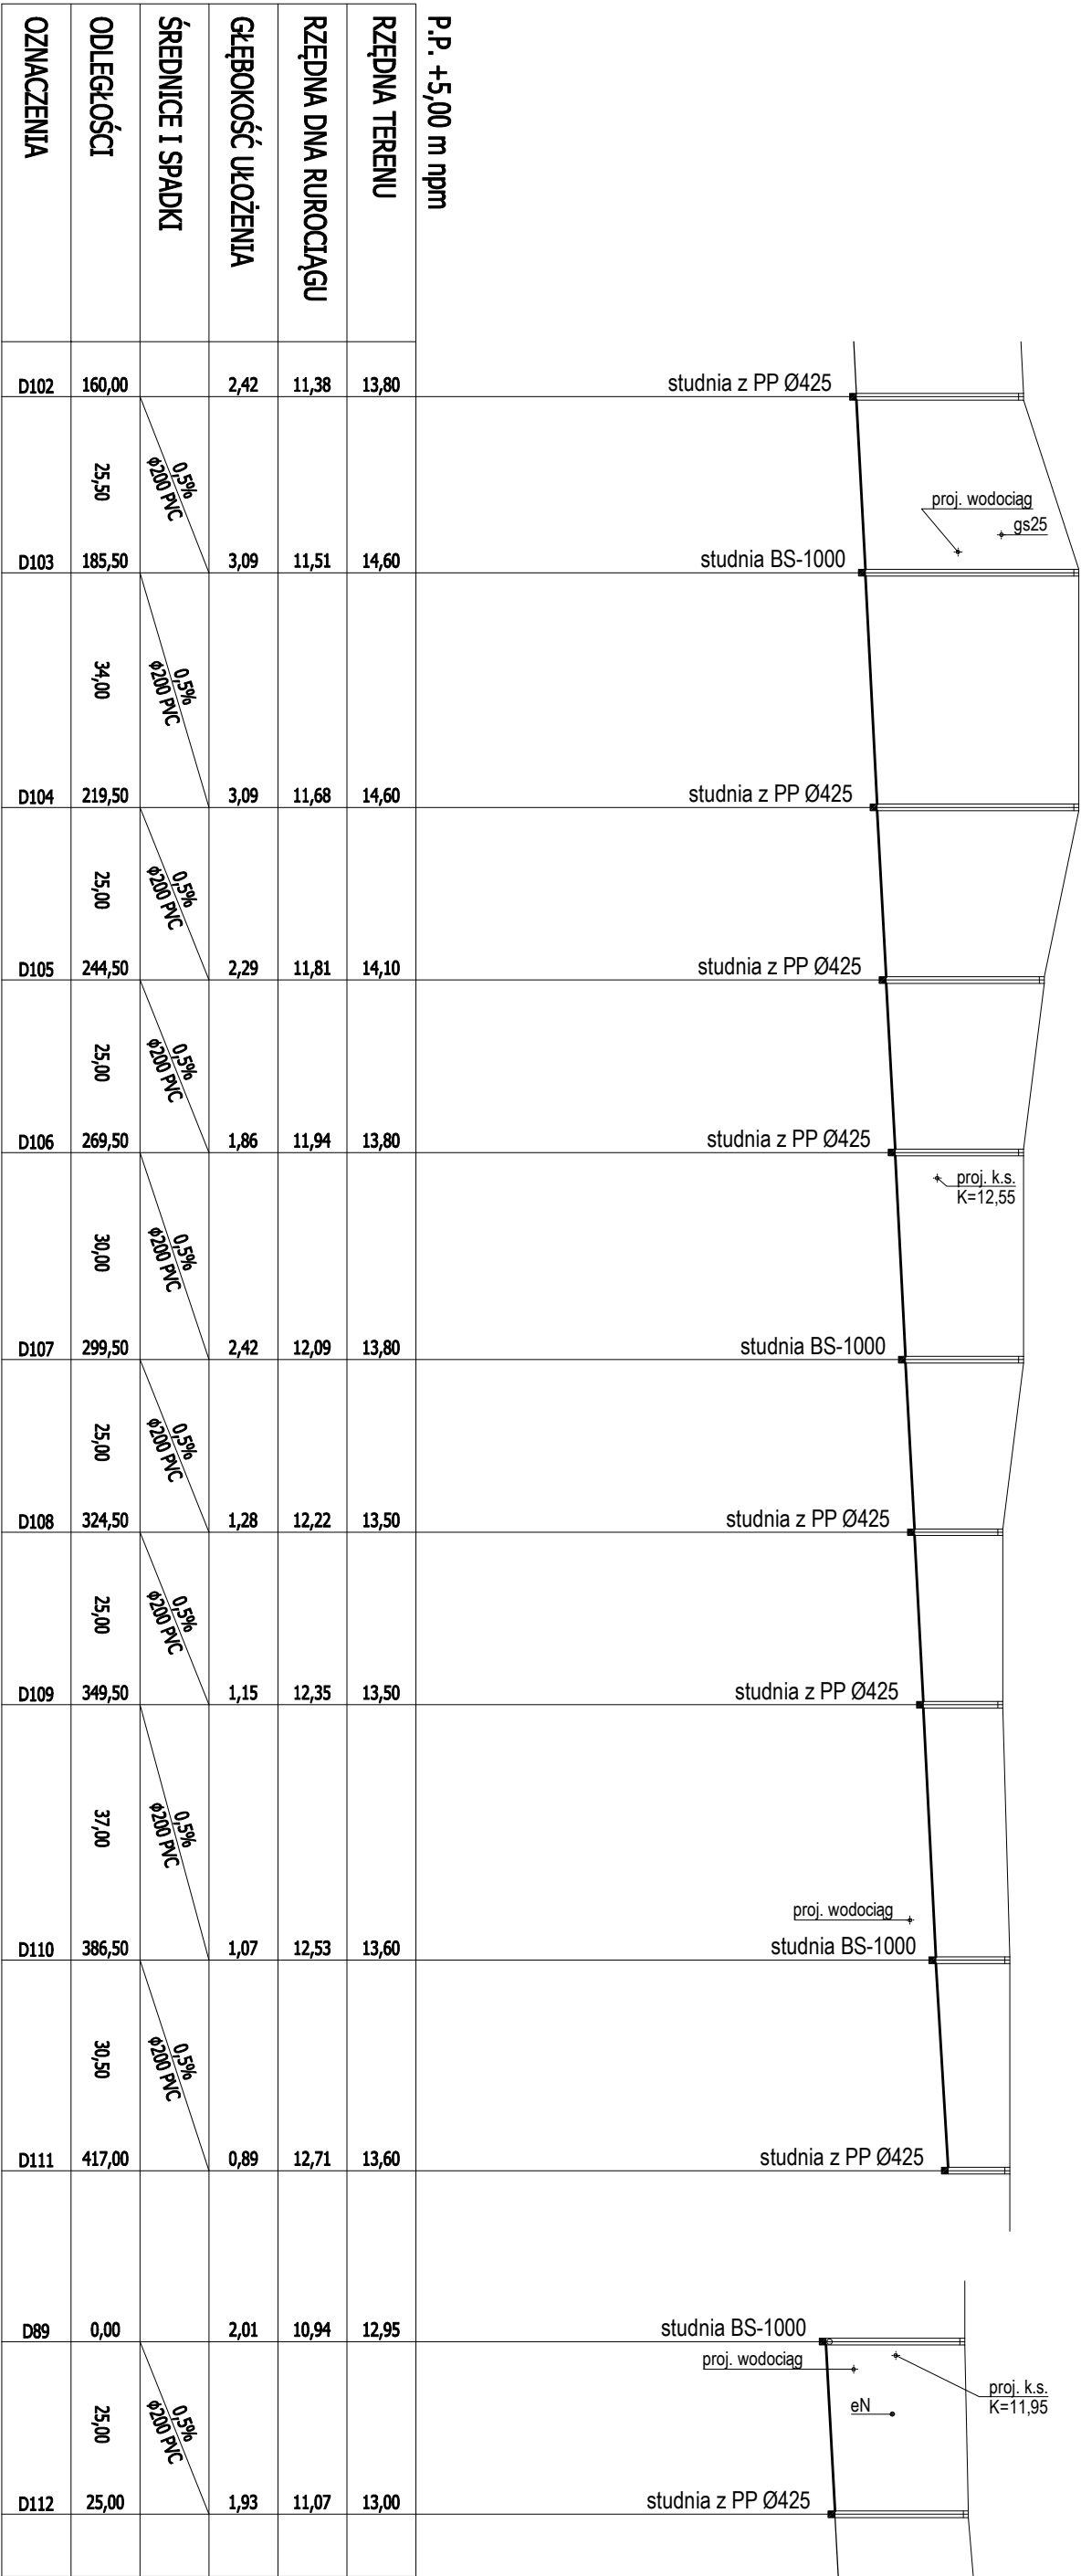 P.P. +5,00 m npm
RZĘDNA TERENU
RZĘDNA DNA RUROCIĄGU
GŁĘBOKOŚĆ UŁOŻENIA
ŚREDNICE I SPADKI
ODLEGŁOŚCI
OZNACZENIA
D102 160,00 2,42 11,38 13,80 studnia z PP Ø425
25,50 0,5%
ϕ200 PVC
proj. wodociąg
gs25
D103 185,50 3,09 11,51 14,60 studnia BS-1000
34,00 0,5%
ϕ200 PVC
D104 219,50 3,09 11,68 14,60 studnia z PP Ø425
25,00 0,5%
ϕ200 PVC
D105 244,50 2,29 11,81 14,10 studnia z PP Ø425
25,00 0,5%
ϕ200 PVC
D106 269,50 1,86 11,94 13,80 studnia z PP Ø425
proj. k.s.
K=12,55
30,00 0,5%
ϕ200 PVC
D107 299,50 2,42 12,09 13,80 studnia BS-1000
25,00 0,5%
ϕ200 PVC
D108 324,50 1,28 12,22 13,50 studnia z PP Ø425
25,00 0,5%
ϕ200 PVC
D109 349,50 1,15 12,35 13,50 studnia z PP Ø425
37,00 0,5%
ϕ200 PVC
proj. wodociąg
D110 386,50 1,07 12,53 13,60 studnia BS-1000
30,50 0,5%
ϕ200 PVC
D111 417,00 0,89 12,71 13,60 studnia z PP Ø425
D89 0,00 2,01 10,94 12,95 studnia BS-1000
proj. wodociąg
proj. k.s.
K=11,95
eN
25,00 0,5%
ϕ200 PVC
D112 25,00 1,93 11,07 13,00 studnia z PP Ø425